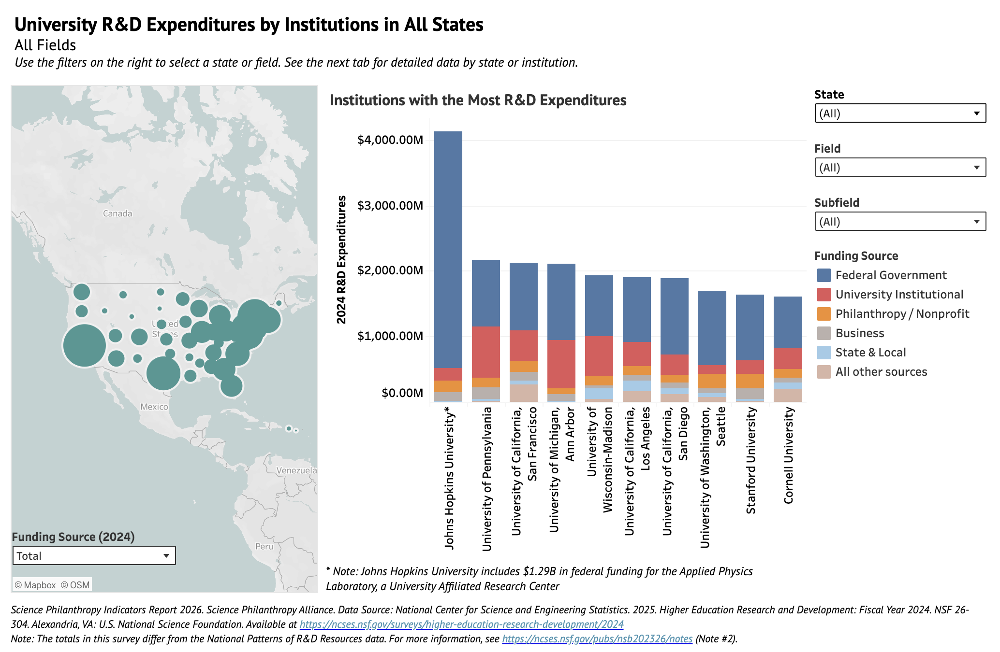 University R&D Expenditures by Institutions in All States
All Fields
Use the filters on the right to select a state or field. See the next tab for detailed data by state or institution.
Canada
United
States
Mexico
Venezuela
Peru
Funding Source (2024)
Total
© Mapbox © OSM
Institutions with the Most R&D Expenditures
2024 R&D Expenditures
$4,000.00M
$3,000.00M
$2,000.00M
$1,000.00M
$0.00M
Johns Hopkins University*
University of Pennsylvania
University of California,
San Francisco
University of Michigan,
Ann Arbor
University of
Wisconsin-Madison
University of California,
Los Angeles
University of California,
San Diego
University of Washington,
Seattle
Stanford University
Cornell University
* Note: Johns Hopkins University includes $1.29B in federal funding for the Applied Physics
Laboratory, a University Affiliated Research Center
State
(All)
Field
(All)
Subfield
(All)
Funding Source
Federal Government
University Institutional
Philanthropy / Nonprofit
Business
State & Local
All other sources
Science Philanthropy Indicators Report 2026. Science Philanthropy Alliance. Data Source: National Center for Science and Engineering Statistics. 2025. Higher Education Research and Development: Fiscal Year 2024. NSF 26-
304. Alexandria, VA: U.S. National Science Foundation. Available at https://ncses.nsf.gov/surveys/higher-education-research-development/2024
Note: The totals in this survey differ from the National Patterns of R&D Resources data. For more information, see https://ncses.nsf.gov/pubs/nsb202326/notes (Note #2).